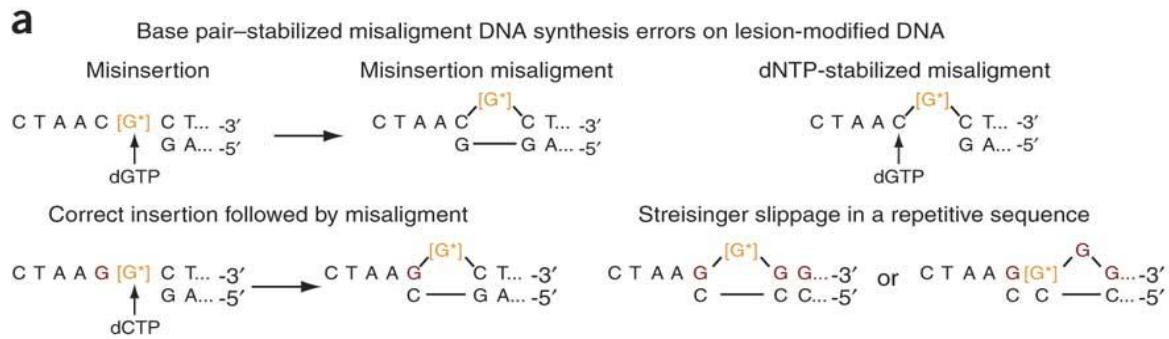 a
Base pair–stabilized misaligment DNA synthesis errors on lesion-modified DNA
Misinsertion
C T A A C [G*] C T... -3′
G A... -5′
dGTP
Misinsertion misaligment
[G*]
C T A A C C T... -3′
G G A... -5′
dNTP-stabilized misaligment
[G*]
C T A A C C T... -3′
G A... -5′
dGTP
Correct insertion followed by misaligment
C T A A G [G*] C T... -3′
G A... -5′
dCTP
[G*]
C T A A G C T... -3′
C G A... -5′
Streisinger slippage in a repetitive sequence
[G*]
C T A A G G G...-3′
C C C...-5′
or
G
C T A A G [G*] G...-3′
C C C...-5′